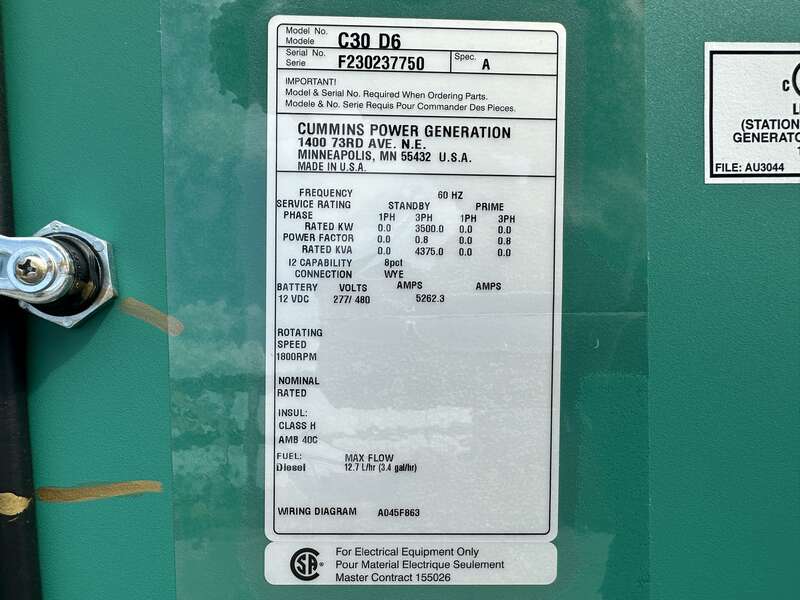 Model No.
Modele C30 D6
Serial No.
Serie F230237750 Spec. A
IMPORTANT!
Model & Serial No. Required When Ordering Parts.
Modele & No. Serie Requis Pour Commander Des Pieces.
CUMMINS POWER GENERATION
1400 73RD AVE. N.E.
MINNEAPOLIS, MN 55432 U.S.A.
MADE IN U.S.A.
FREQUENCY 60 HZ
SERVICE RATING STANDBY PRIME
PHASE 1PH 3PH 1PH 3PH
RATED KW 0.0 3500.0 0.0 0.0
POWER FACTOR 0.0 0.8 0.0 0.8
RATED KVA 0.0 4375.0 0.0 0.0
I2 CAPABILITY 8pct
CONNECTION WYE
BATTERY VOLTS AMPS AMPS
12 VDC 277/ 480 5262.3
ROTATING
SPEED
1800RPM
NOMINAL
RATED
INSUL:
CLASS H
AMB 40C
FUEL: MAX FLOW
Diesel 12.7 L/hr (3.4 gal/hr)
WIRING DIAGRAM A045F863
CSA
®
For Electrical Equipment Only
Pour Material Electrique Seulement
Master Contract 155026
C
L
(STATION
GENERATO
FILE: AU3044